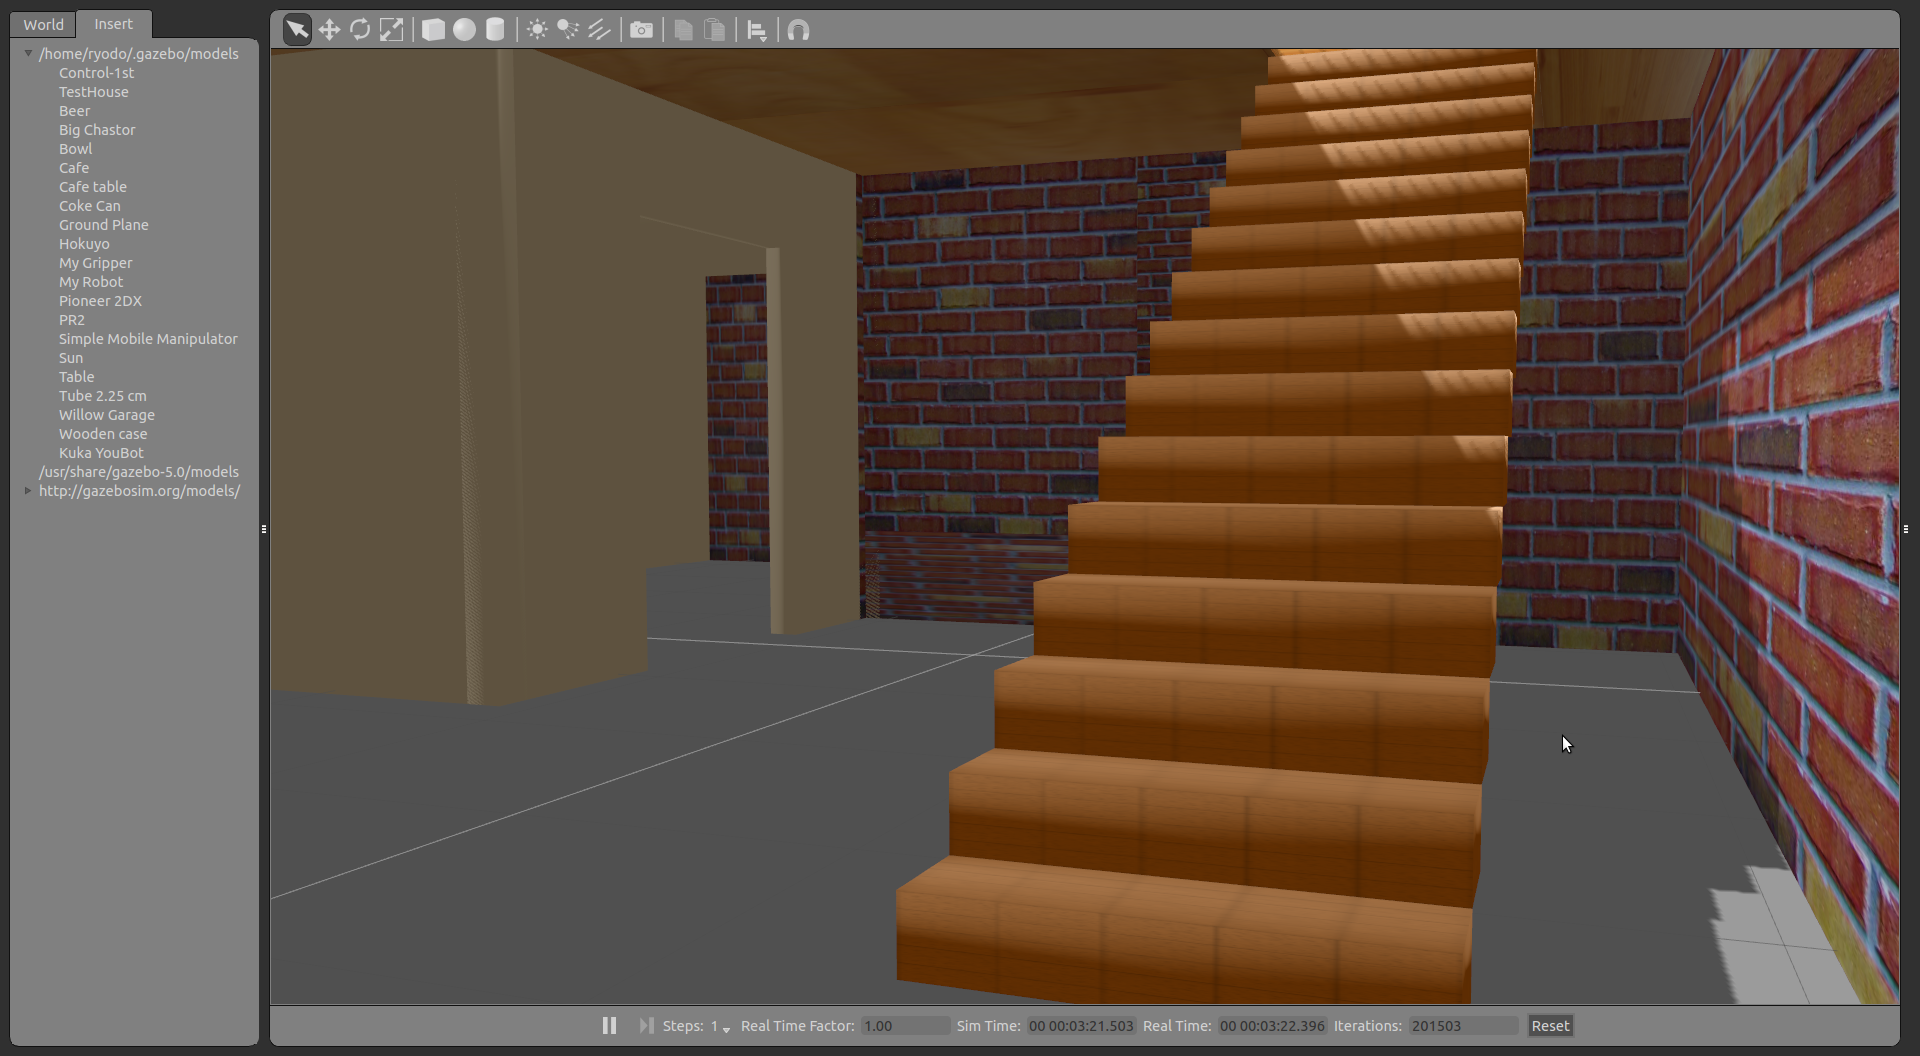 World Insert
/home/ryodo/.gazebo/models
Control-1st
TestHouse
Beer
Big Chastor
Bowl
Cafe
Cafe table
Coke Can
Ground Plane
Hokuyo
My Gripper
My Robot
Pioneer 2DX
PR2
Simple Mobile Manipulator
Sun
Table
Tube 2.25 cm
Willow Garage
Wooden case
Kuka YouBot
/usr/share/gazebo-5.0/models
http://gazebosim.org/models/
Steps: 1 Real Time Factor: 1.00 Sim Time: 00 00:03:21.503 Real Time: 00 00:03:22.396 Iterations: 201503 Reset